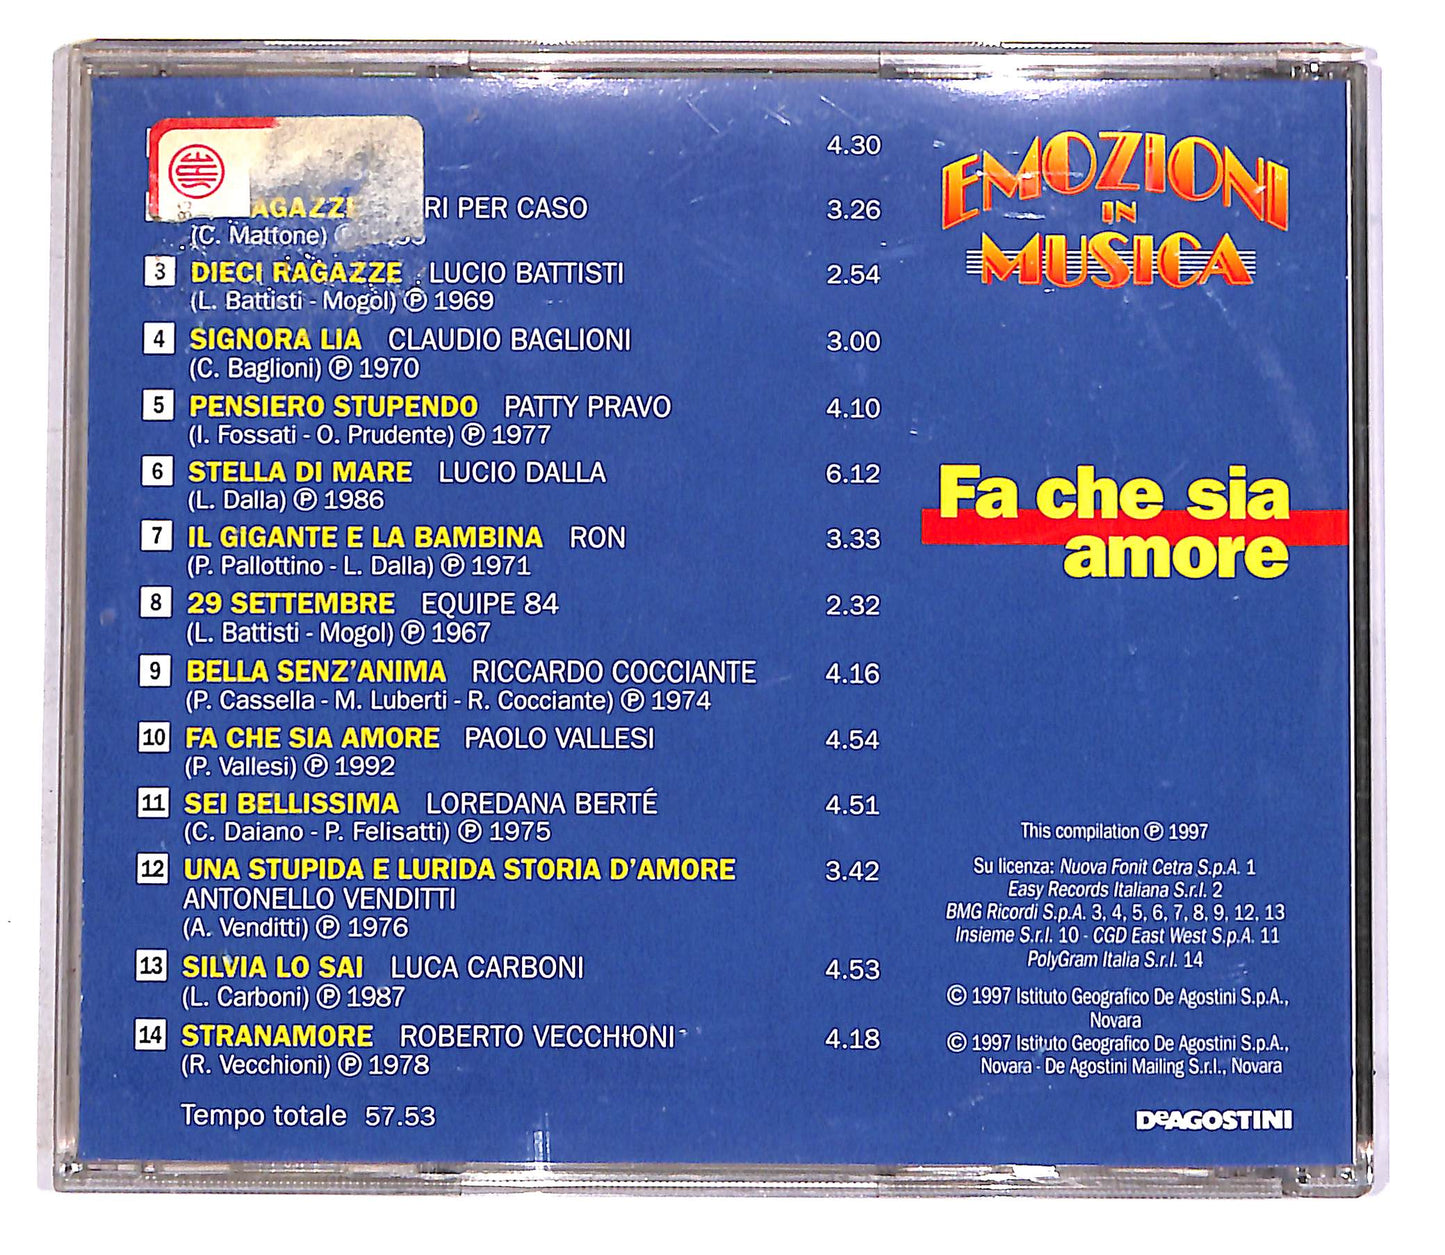 4.30
RI PER CASO 3.26
(C. Mattone)
3 DIECI RAGAZZE LUCIO BATTISTI 2.54
(L. Battisti - Mogol) Ⓟ 1969
4 SIGNORA LIA CLAUDIO BAGLIONI 3.00
(C. Baglioni) Ⓟ 1970
5 PENSIERO STUPENDO PATTY PRAVO 4.10
(I. Fossati - O. Prudente) Ⓟ 1977
6 STELLA DI MARE LUCIO DALLA 6.12
(L. Dalla) Ⓟ 1986
7 IL GIGANTE E LA BAMBINA RON 3.33
(P. Pallottino - L. Dalla) Ⓟ 1971
8 29 SETTEMBRE EQUIPE 84 2.32
(L. Battisti - Mogol) Ⓟ 1967
9 BELLA SENZ'ANIMA RICCARDO COCCIANTE 4.16
(P. Cassella - M. Luberti - R. Cocciante) Ⓟ 1974
10 FA CHE SIA AMORE PAOLO VALLESI 4.54
(P. Vallesi) Ⓟ 1992
11 SEI BELLISSIMA LOREDANA BERTÉ 4.51
(C. Daiano - P. Felisatti) Ⓟ 1975
12 UNA STUPIDA E LURIDA STORIA D'AMORE 3.42
ANTONELLO VENDITTI
(A. Venditti) Ⓟ 1976
13 SILVIA LO SAI LUCA CARBONI 4.53
(L. Carboni) Ⓟ 1987
14 STRANAMORE ROBERTO VECCHIONI 4.18
(R. Vecchioni) Ⓟ 1978
Tempo totale 57.53
EMOZIONI
IN
MUSICA
Fa che sia
amore
This compilation Ⓟ 1997
Su licenza: Nuova Fonit Cetra S.p.A. 1
Easy Records Italiana S.r.l. 2
BMG Ricordi S.p.A. 3, 4, 5, 6, 7, 8, 9, 12, 13
Insieme S.r.l. 10 - CGD East West S.p.A. 11
PolyGram Italia S.r.l. 14
© 1997 Istituto Geografico De Agostini S.p.A.,
Novara
© 1997 Istituto Geografico De Agostini S.p.A.,
Novara - De Agostini Mailing S.r.l., Novara
DeAGOSTINI